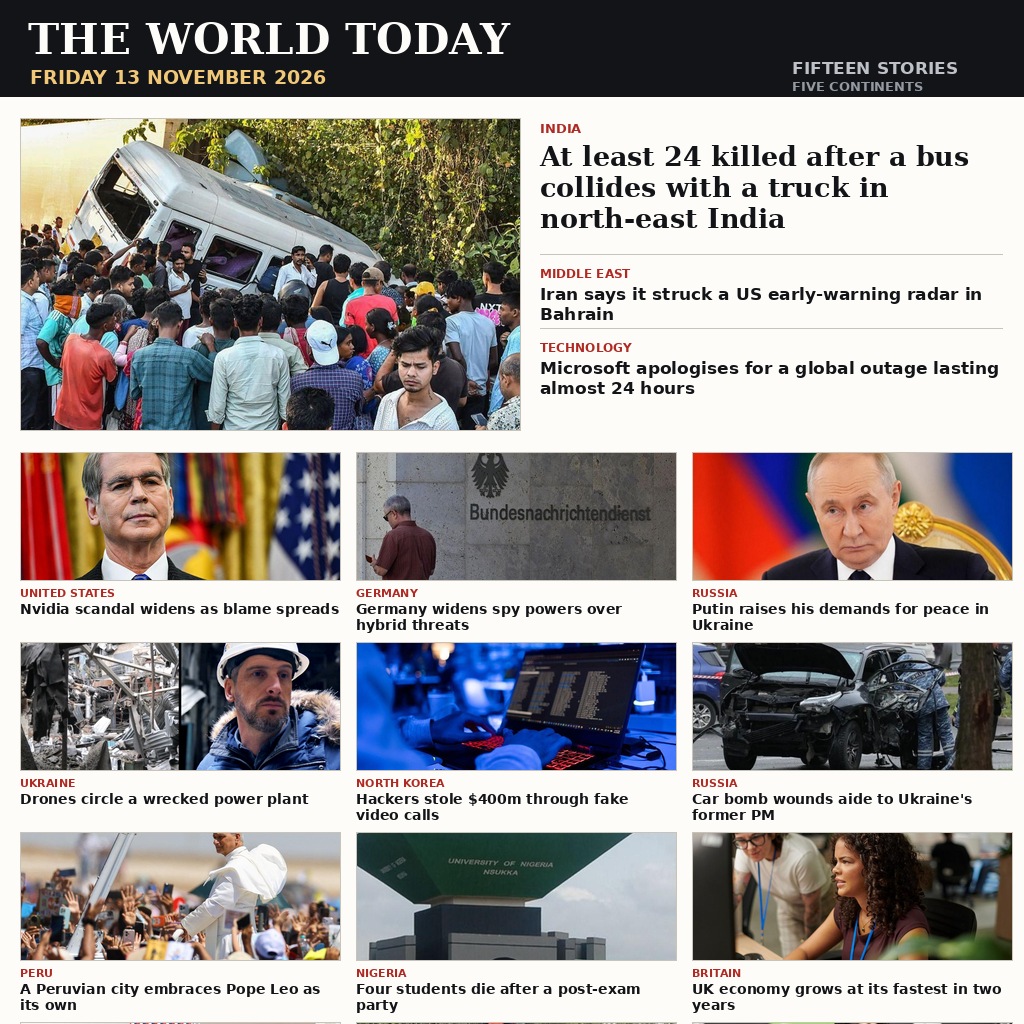 THE WORLD TODAY
FRIDAY 13 NOVEMBER 2026
FIFTEEN STORIES
FIVE CONTINENTS
INDIA
At least 24 killed after a bus
collides with a truck in
north-east India
MIDDLE EAST
Iran says it struck a US early-warning radar in
Bahrain
TECHNOLOGY
Microsoft apologises for a global outage lasting
almost 24 hours
NXT
Bundesnachrichtendienst
UNITED STATES
Nvidia scandal widens as blame spreads
GERMANY
Germany widens spy powers over
hybrid threats
RUSSIA
Putin raises his demands for peace in
Ukraine
UKRAINE
Drones circle a wrecked power plant
NORTH KOREA
Hackers stole $400m through fake
video calls
RUSSIA
Car bomb wounds aide to Ukraine's
former PM
UNIVERSITY OF NIGERIA
NSUKKA
PERU
A Peruvian city embraces Pope Leo as
its own
NIGERIA
Four students die after a post-exam
party
BRITAIN
UK economy grows at its fastest in two
years